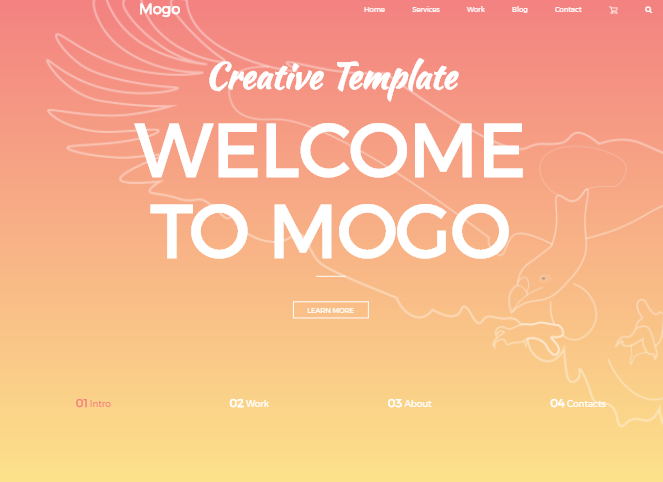 Mogo
Home Services Work Blog Contact
Creative Template
WELCOME
TO MOGO
LEARN MORE
01 Intro 02 Work 03 About 04 Contacts